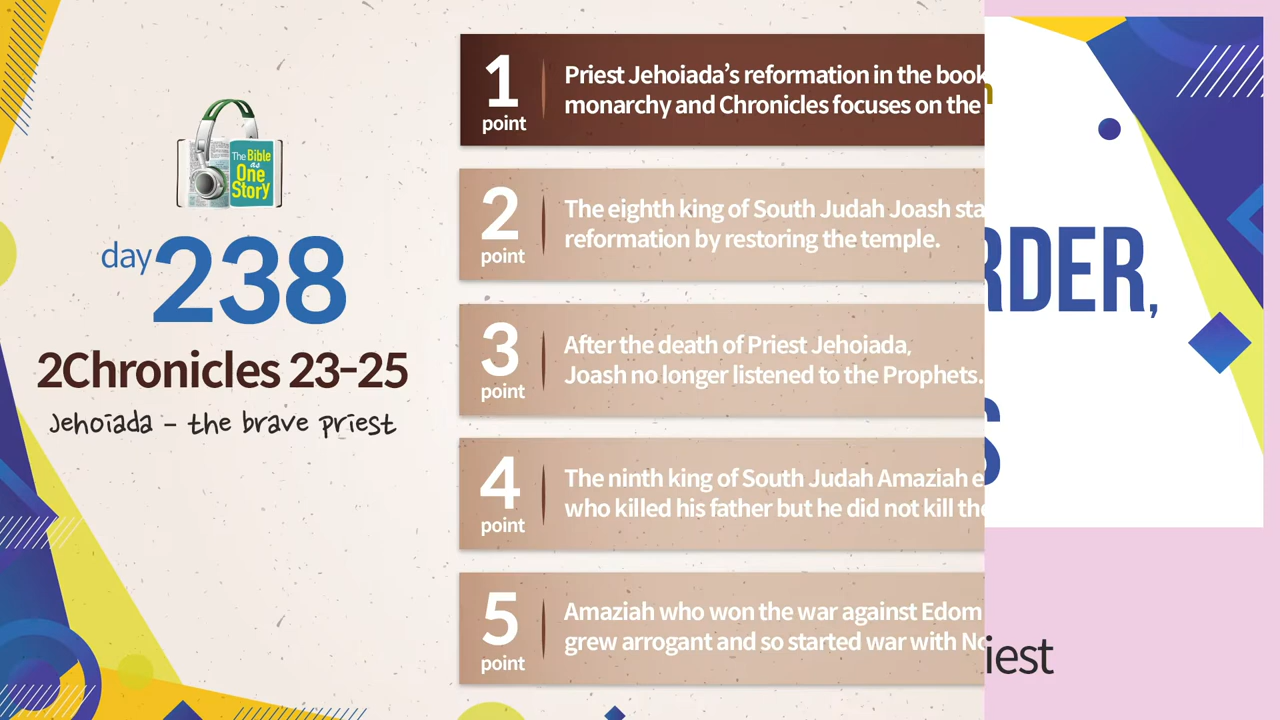 The Bible
as
One
Story
day 238
2Chronicles 23-25
Jehoiada - the brave priest
1
point
Priest Jehoiada's reformation in the book
monarchy and Chronicles focuses on the
2
point
The eighth king of South Judah Joash sta
reformation by restoring the temple.
3
point
After the death of Priest Jehoiada,
Joash no longer listened to the Prophets.
4
point
The ninth king of South Judah Amaziah e
who killed his father but he did not kill the
5
point
Amaziah who won the war against Edom
grew arrogant and so started war with No
RDER,
S
iest